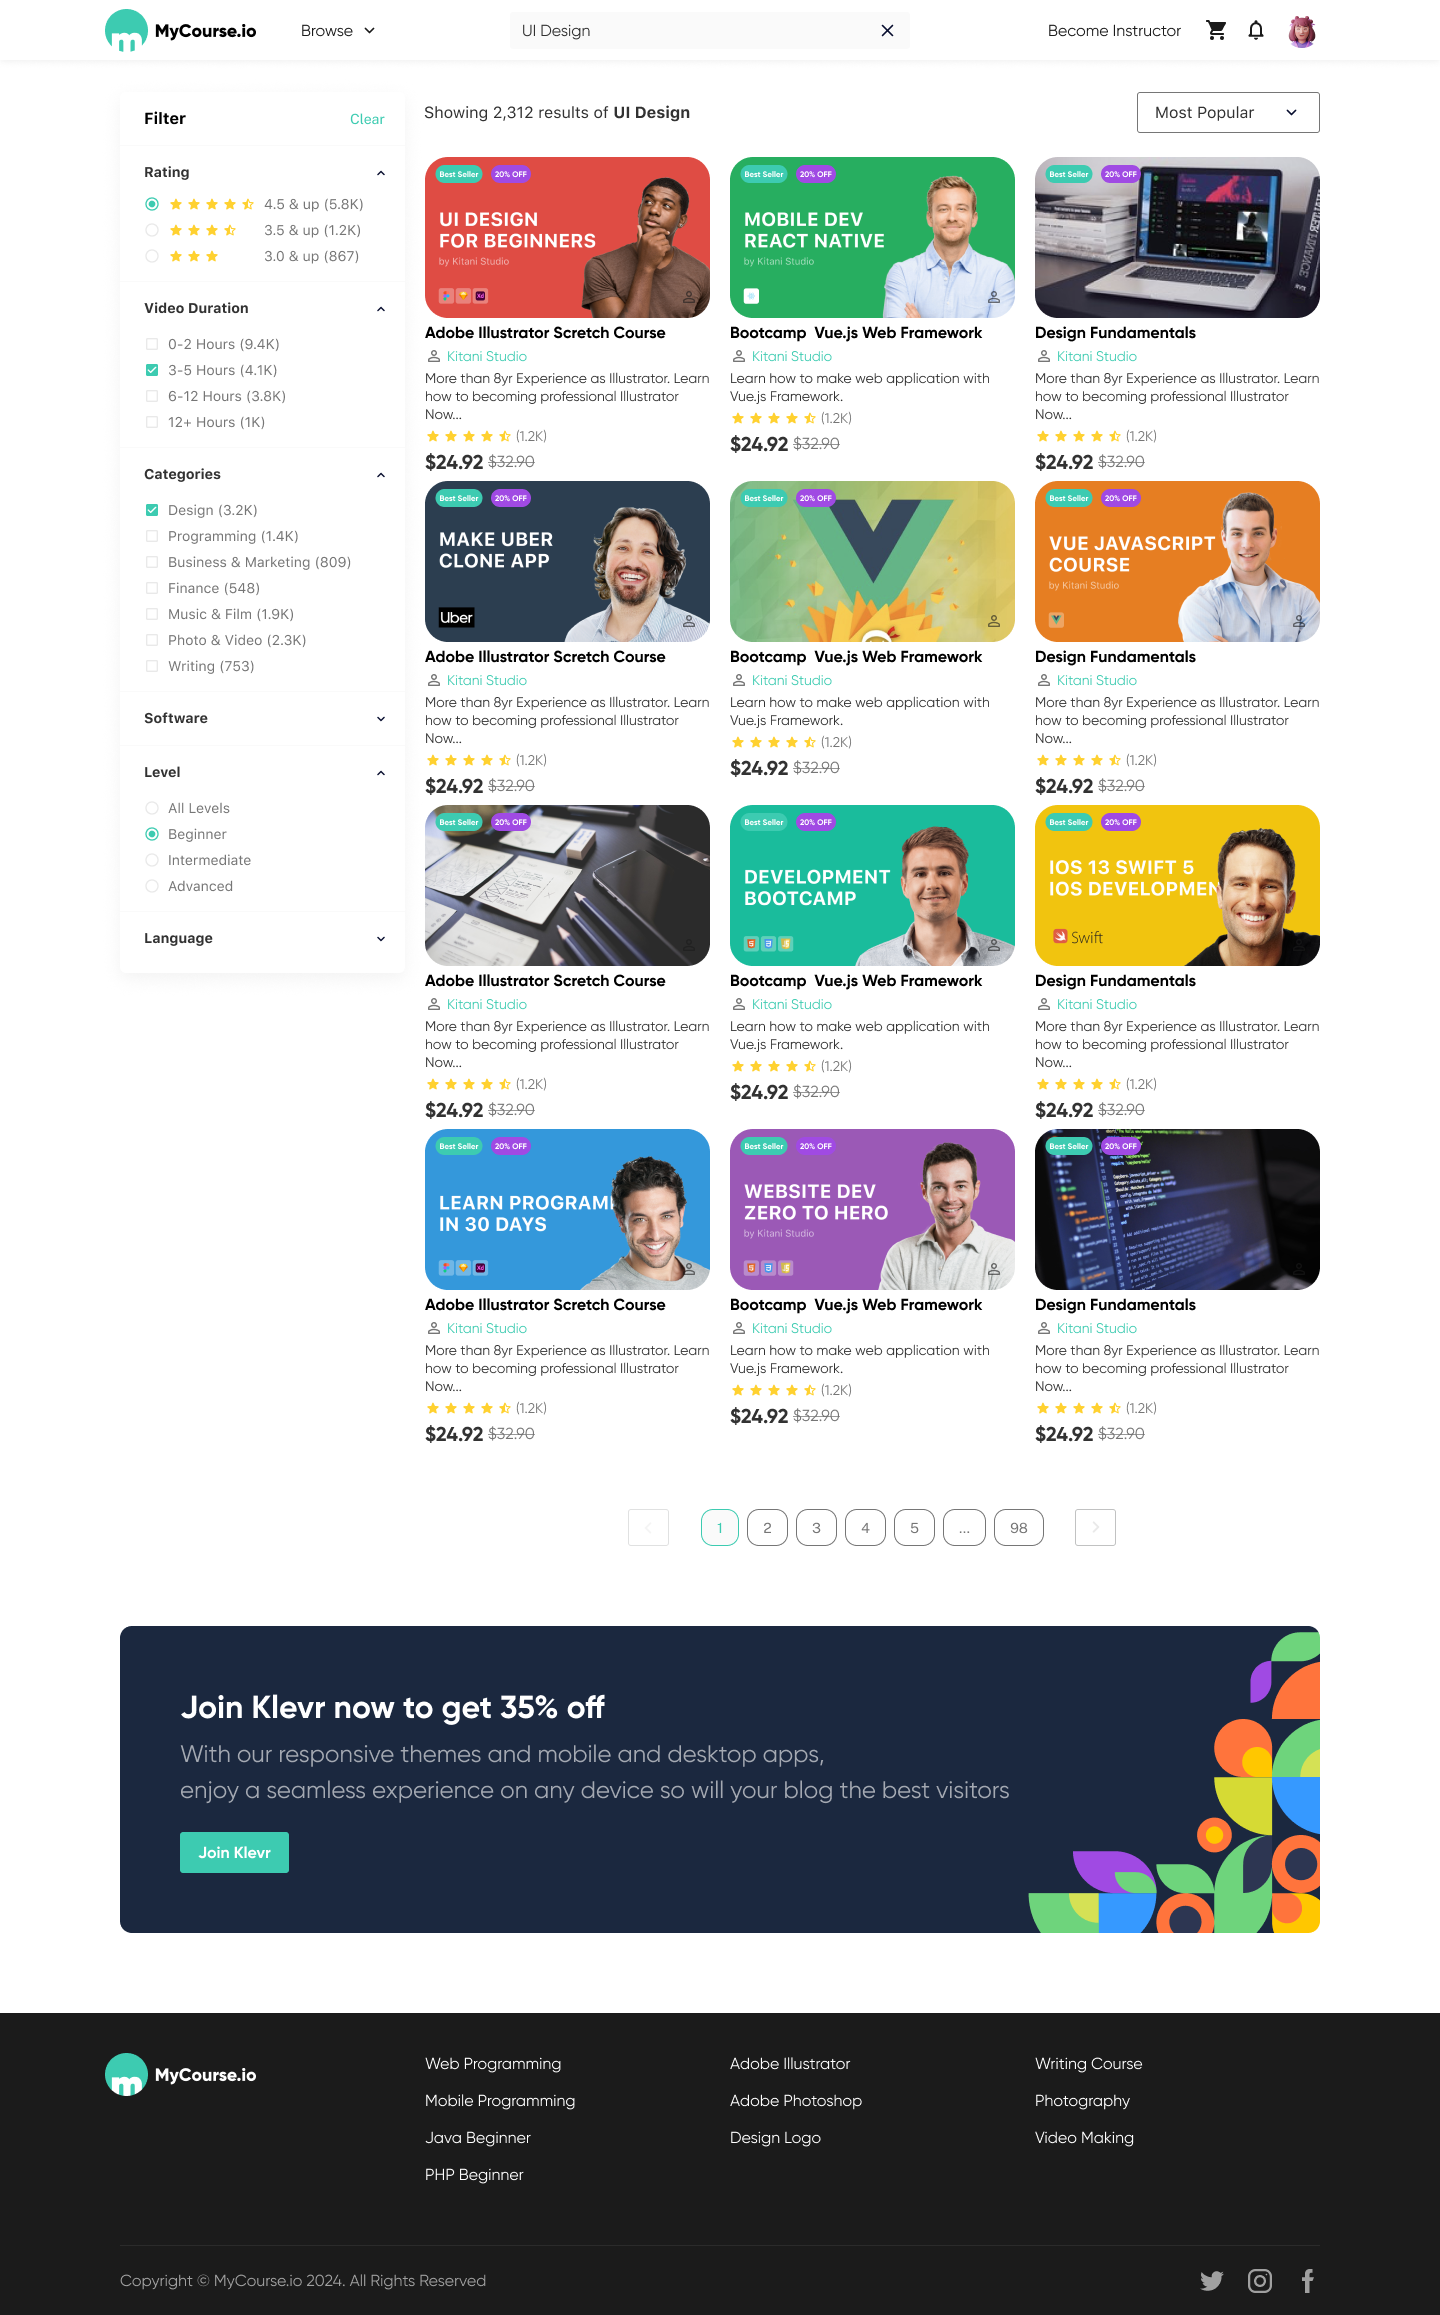 MyCourse.io
Browse
UI Design
Become Instructor
Filter
Clear
Rating
4.5 & up (5.8K)
3.5 & up (1.2K)
3.0 & up (867)
Video Duration
0-2 Hours (9.4K)
3-5 Hours (4.1K)
6-12 Hours (3.8K)
12+ Hours (1K)
Categories
Design (3.2K)
Programming (1.4K)
Business & Marketing (809)
Finance (548)
Music & Film (1.9K)
Photo & Video (2.3K)
Writing (753)
Software
Level
All Levels
Beginner
Intermediate
Advanced
Language
Showing 2,312 results of UI Design
Most Popular
Best Seller 20% OFF
UI DESIGN
FOR BEGINNERS
by Kitani Studio
Xd
Adobe Illustrator Scretch Course
Kitani Studio
More than 8yr Experience as Illustrator. Learn
how to becoming professional Illustrator
Now...
(1.2K)
$24.92 $32.90
Best Seller 20% OFF
MOBILE DEV
REACT NATIVE
by Kitani Studio
Bootcamp Vue.js Web Framework
Kitani Studio
Learn how to make web application with
Vue.js Framework.
(1.2K)
$24.92 $32.90
Best Seller 20% OFF
Design Fundamentals
Kitani Studio
More than 8yr Experience as Illustrator. Learn
how to becoming professional Illustrator
Now...
(1.2K)
$24.92 $32.90
Best Seller 20% OFF
MAKE UBER
CLONE APP
Uber
Adobe Illustrator Scretch Course
Kitani Studio
More than 8yr Experience as Illustrator. Learn
how to becoming professional Illustrator
Now...
(1.2K)
$24.92 $32.90
Best Seller 20% OFF
Bootcamp Vue.js Web Framework
Kitani Studio
Learn how to make web application with
Vue.js Framework.
(1.2K)
$24.92 $32.90
Best Seller 20% OFF
VUE JAVASCRIPT
COURSE
by Kitani Studio
Design Fundamentals
Kitani Studio
More than 8yr Experience as Illustrator. Learn
how to becoming professional Illustrator
Now...
(1.2K)
$24.92 $32.90
Best Seller 20% OFF
Adobe Illustrator Scretch Course
Kitani Studio
More than 8yr Experience as Illustrator. Learn
how to becoming professional Illustrator
Now...
(1.2K)
$24.92 $32.90
Best Seller 20% OFF
DEVELOPMENT
BOOTCAMP
Bootcamp Vue.js Web Framework
Kitani Studio
Learn how to make web application with
Vue.js Framework.
(1.2K)
$24.92 $32.90
Best Seller 20% OFF
IOS 13 SWIFT 5
IOS DEVELOPMEN
Swift
Design Fundamentals
Kitani Studio
More than 8yr Experience as Illustrator. Learn
how to becoming professional Illustrator
Now...
(1.2K)
$24.92 $32.90
Best Seller 20% OFF
LEARN PROGRAM
IN 30 DAYS
Xd
Adobe Illustrator Scretch Course
Kitani Studio
More than 8yr Experience as Illustrator. Learn
how to becoming professional Illustrator
Now...
(1.2K)
$24.92 $32.90
Best Seller 20% OFF
WEBSITE DEV
ZERO TO HERO
by Kitani Studio
Bootcamp Vue.js Web Framework
Kitani Studio
Learn how to make web application with
Vue.js Framework.
(1.2K)
$24.92 $32.90
Best Seller 20% OFF
Design Fundamentals
Kitani Studio
More than 8yr Experience as Illustrator. Learn
how to becoming professional Illustrator
Now...
(1.2K)
$24.92 $32.90
1 2 3 4 5 ... 98
Join Klevr now to get 35% off
With our responsive themes and mobile and desktop apps,
enjoy a seamless experience on any device so will your blog the best visitors
Join Klevr
MyCourse.io
Web Programming
Mobile Programming
Java Beginner
PHP Beginner
Adobe Illustrator
Adobe Photoshop
Design Logo
Writing Course
Photography
Video Making
Copyright © MyCourse.io 2024. All Rights Reserved